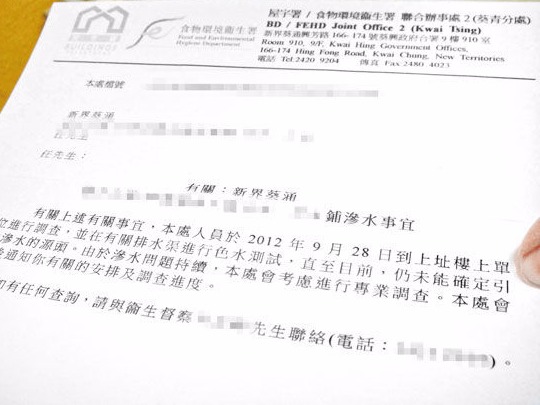 屋宇署 / 食物環境衞生署 聯合辦事處 2 (葵青分處)
BD / FEHD Joint Office 2 (Kwai Tsing)
新界葵涌興芳路 166-174 號葵興政府合署 9 樓 910 室
Room 910, 9/F, Kwai Hing Government Offices,
166-174 Hing Fong Road, Kwai Chung, New Territories
電話 Tel:2420 9204 傳真 Fax:2480 4023
BUILDINGS
食物環境衞生署
Food and Environmental
Hygiene Department
本處檔號
新界葵涌
任先生
任先生：
有關：新界葵涌
鋪滲水事宜
有關上述有關事宜，本處人員於 2012 年 9 月 28 日到上址樓上單
位進行調查，並在有關排水渠進行色水測試，直至目前，仍未能確定引
滲水的源頭。由於滲水問題持續，本處會考慮進行專業調查。本處會
通知你有關的安排及調查進度。
有任何查詢，請與衞生督察 先生聯絡(電話： )。